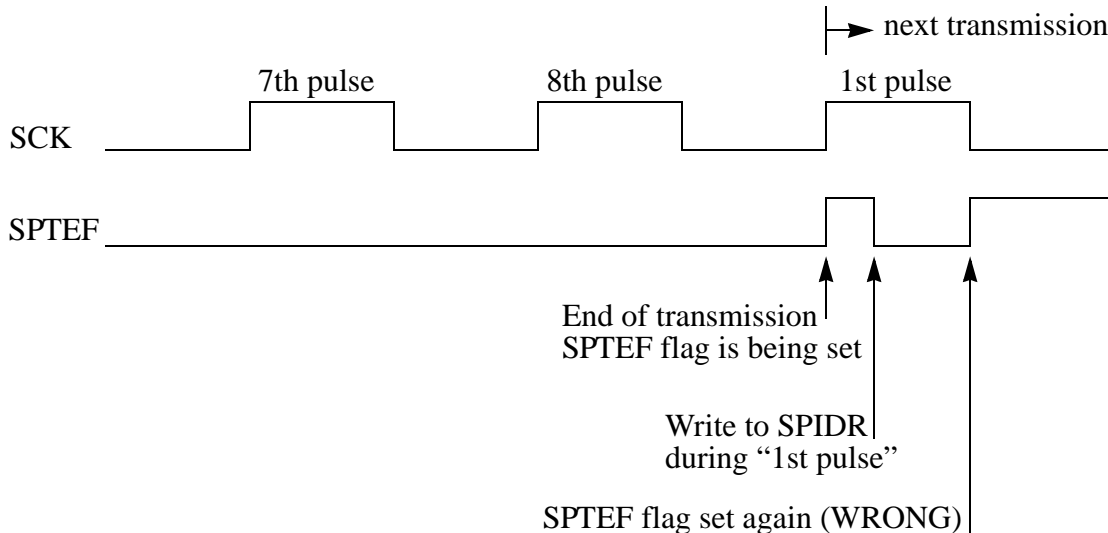 next transmission
7th pulse
8th pulse
1st pulse
SCK
SPTEF
End of transmission
SPTEF flag is being set
Write to SPIDR
during “1st pulse”
SPTEF flag set again (WRONG)